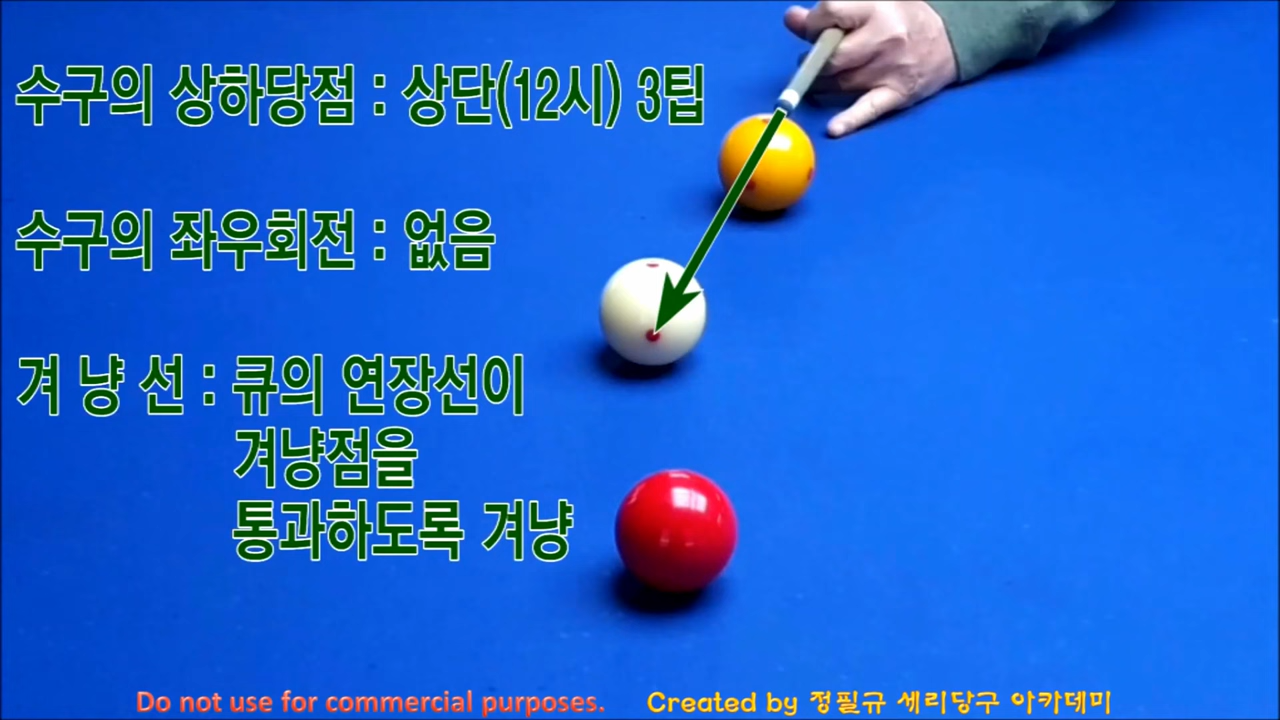 수구의 상하당점 : 상단(12시) 3팁
수구의 좌우회전 : 없음
겨 냥 선 : 큐의 연장선이
겨냥점을
통과하도록 겨냥
Do not use for commercial purposes. Created by 정필규 세리당구 아카데미